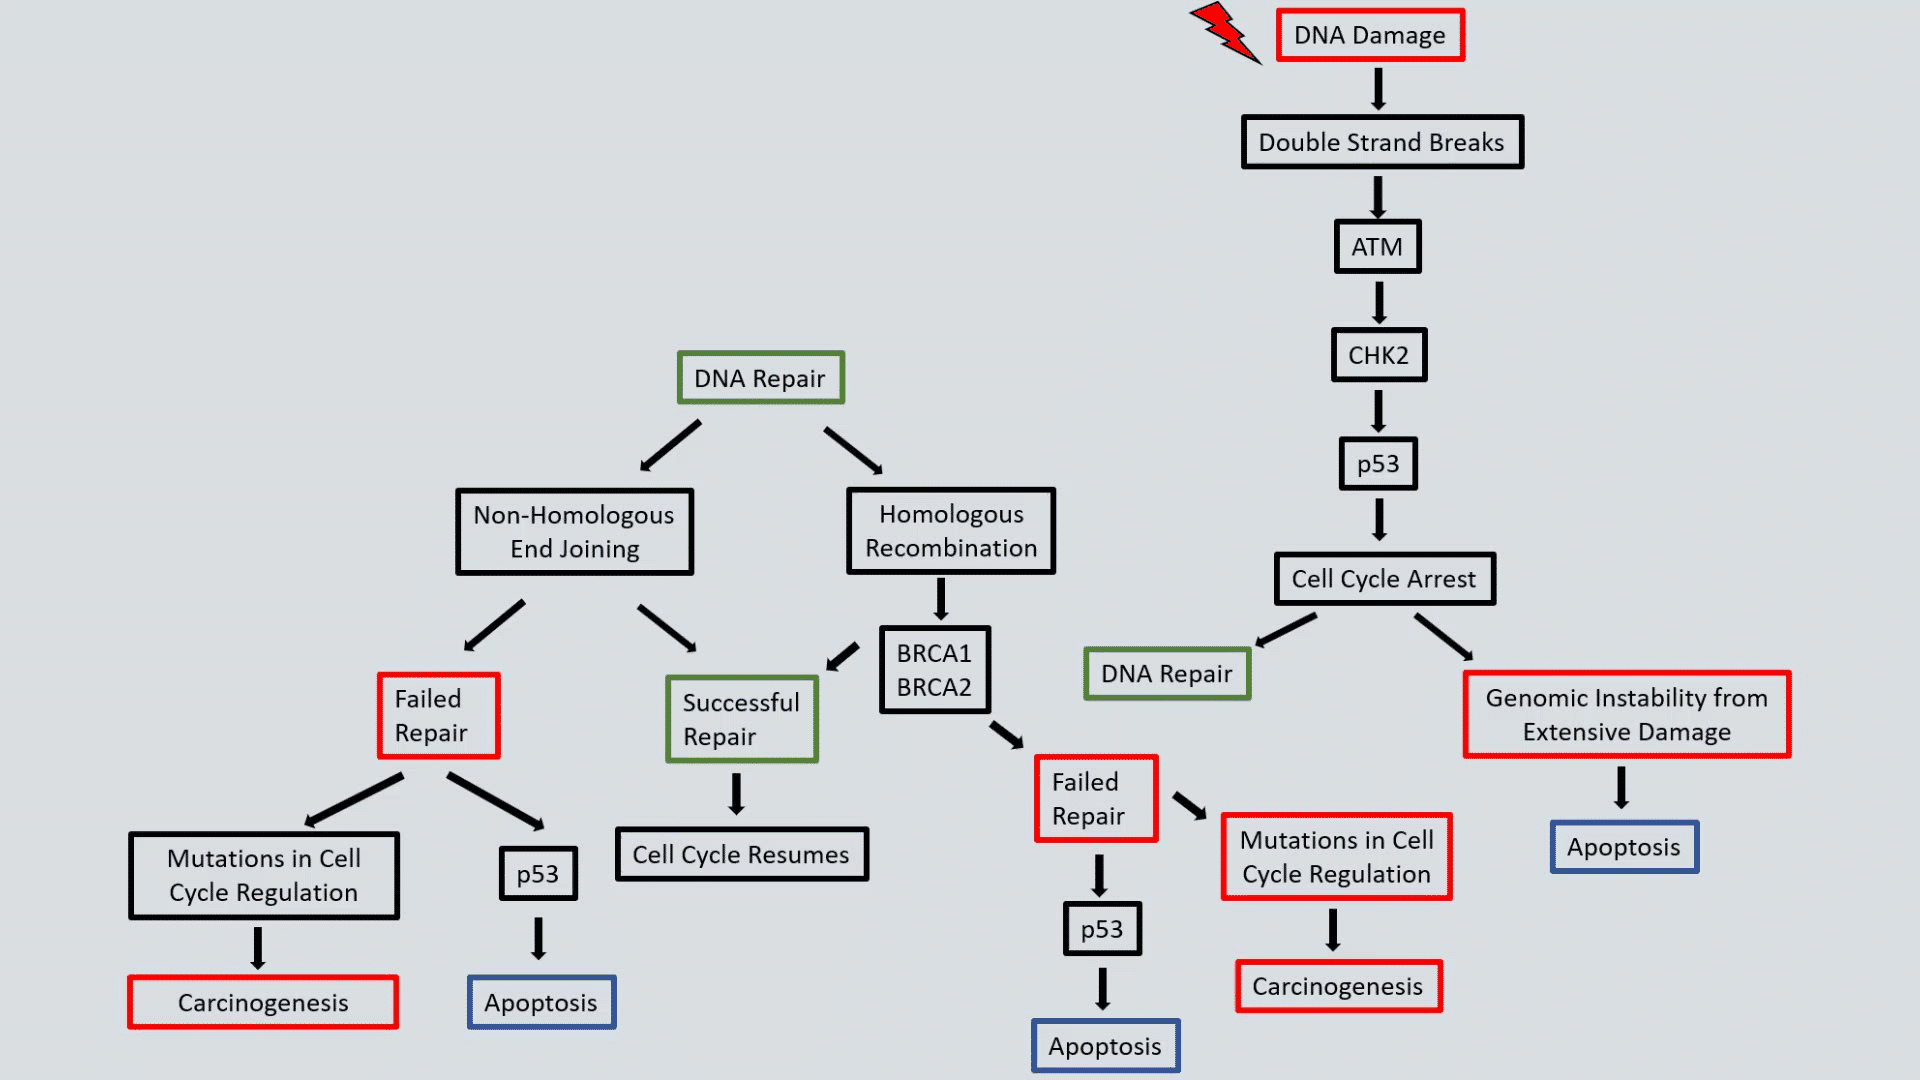 DNA Damage
Double Strand Breaks
ATM
CHK2
DNA Repair
p53
Non-Homologous
End Joining
Homologous
Recombination
Cell Cycle Arrest
BRCA1
BRCA2
DNA Repair
Failed
Repair
Successful
Repair
Genomic Instability from
Extensive Damage
Failed
Repair
Mutations in Cell
Cycle Regulation
p53
Cell Cycle Resumes
Mutations in Cell
Cycle Regulation
Apoptosis
p53
Carcinogenesis
Apoptosis
Carcinogenesis
Apoptosis